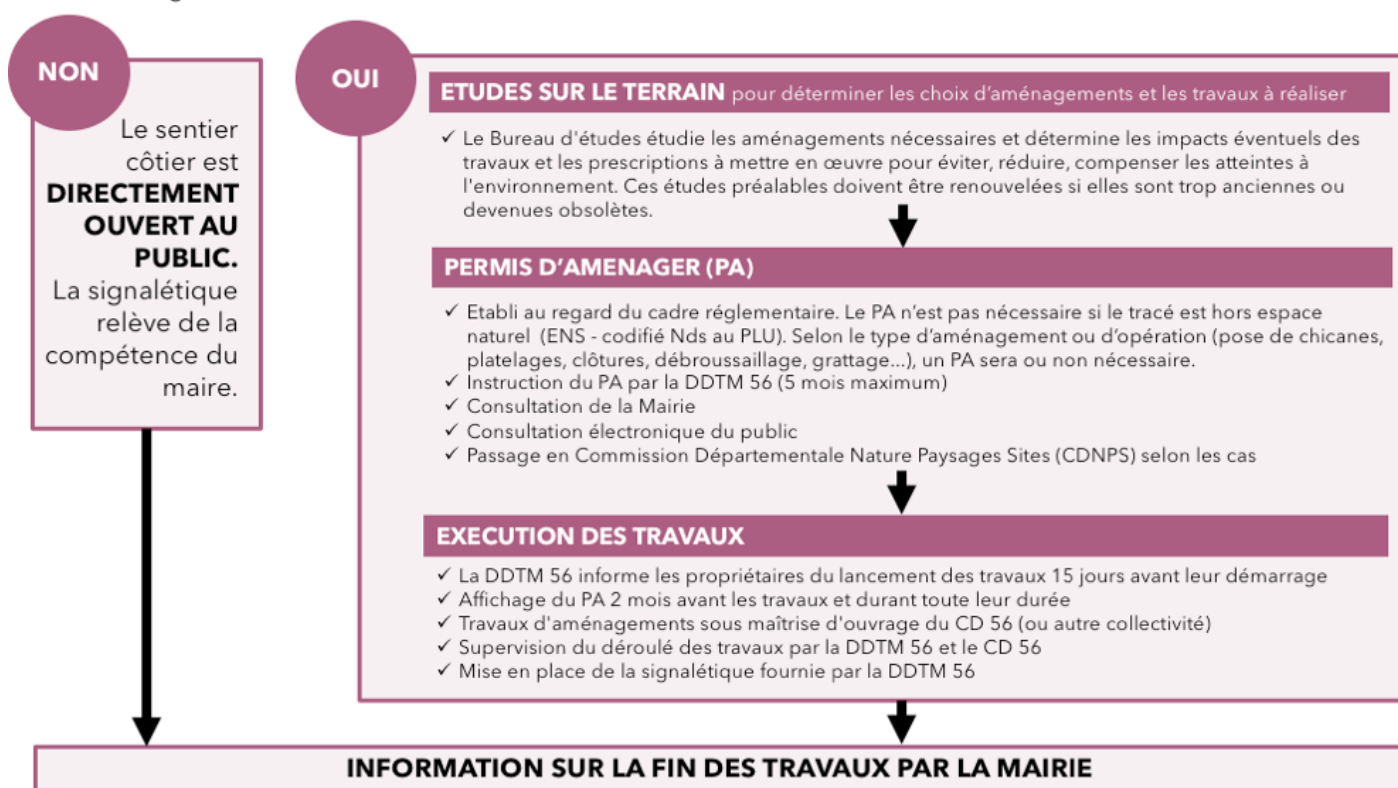 NON
Le sentier
côtier est
DIRECTEMENT
OUVERT AU
PUBLIC.
La signalétique
relève de la
compétence du
maire.
OUI
ETUDES SUR LE TERRAIN pour déterminer les choix d'aménagements et les travaux à réaliser
✓ Le Bureau d'études étudie les aménagements nécessaires et détermine les impacts éventuels des
travaux et les prescriptions à mettre en œuvre pour éviter, réduire, compenser les atteintes à
l'environnement. Ces études préalables doivent être renouvelées si elles sont trop anciennes ou
devenues obsolètes.
PERMIS D'AMENAGER (PA)
✓ Etabli au regard du cadre réglementaire. Le PA n'est pas nécessaire si le tracé est hors espace
naturel (ENS - codifié Nds au PLU). Selon le type d'aménagement ou d'opération (pose de chicanes,
platelages, clôtures, débroussaillage, grattage...), un PA sera ou non nécessaire.
✓ Instruction du PA par la DDTM 56 (5 mois maximum)
✓ Consultation de la Mairie
✓ Consultation électronique du public
✓ Passage en Commission Départementale Nature Paysages Sites (CDNPS) selon les cas
EXECUTION DES TRAVAUX
✓ La DDTM 56 informe les propriétaires du lancement des travaux 15 jours avant leur démarrage
✓ Affichage du PA 2 mois avant les travaux et durant toute leur durée
✓ Travaux d'aménagements sous maîtrise d'ouvrage du CD 56 (ou autre collectivité)
✓ Supervision du déroulé des travaux par la DDTM 56 et le CD 56
✓ Mise en place de la signalétique fournie par la DDTM 56
INFORMATION SUR LA FIN DES TRAVAUX PAR LA MAIRIE